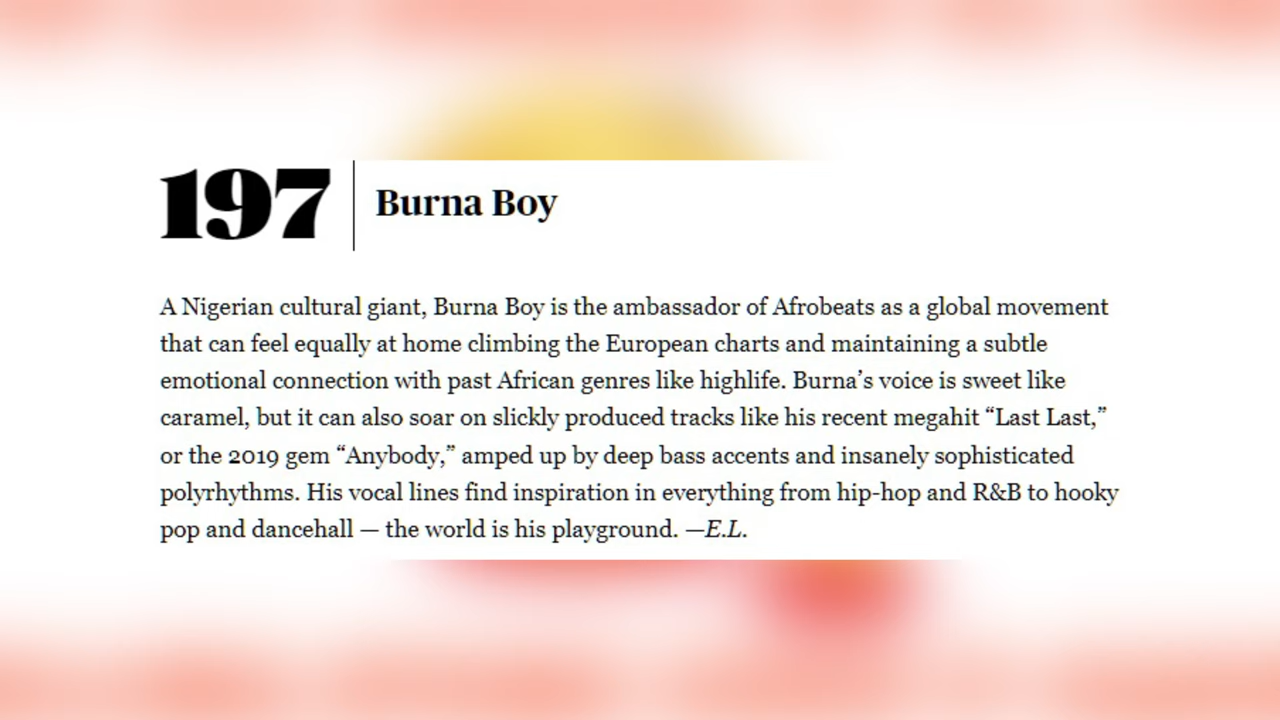 197
Burna Boy
A Nigerian cultural giant, Burna Boy is the ambassador of Afrobeats as a global movement
that can feel equally at home climbing the European charts and maintaining a subtle
emotional connection with past African genres like highlife. Burna’s voice is sweet like
caramel, but it can also soar on slickly produced tracks like his recent megahit “Last Last,”
or the 2019 gem “Anybody,” amped up by deep bass accents and insanely sophisticated
polyrhythms. His vocal lines find inspiration in everything from hip-hop and R&B to hooky
pop and dancehall — the world is his playground. —E.L.